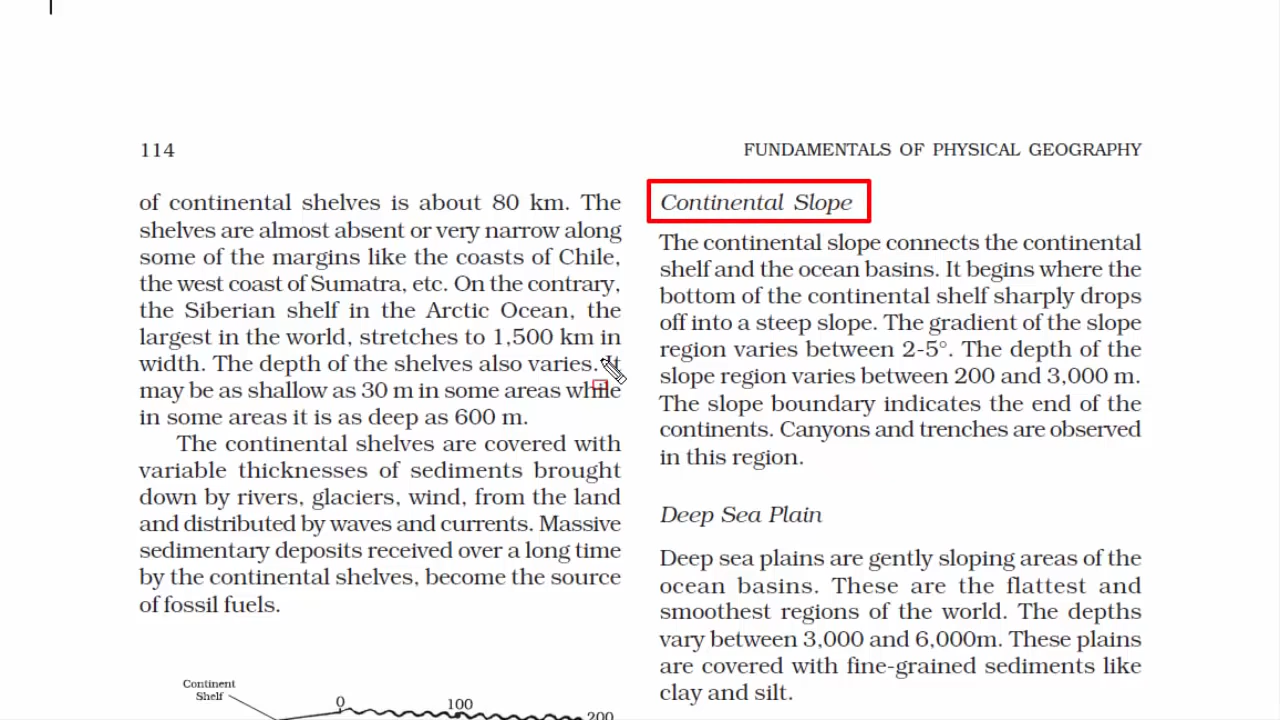 114
FUNDAMENTALS OF PHYSICAL GEOGRAPHY
of continental shelves is about 80 km. The
shelves are almost absent or very narrow along
some of the margins like the coasts of Chile,
the west coast of Sumatra, etc. On the contrary,
the Siberian shelf in the Arctic Ocean, the
largest in the world, stretches to 1,500 km in
width. The depth of the shelves also varies. It
may be as shallow as 30 m in some areas while
in some areas it is as deep as 600 m.
The continental shelves are covered with
variable thicknesses of sediments brought
down by rivers, glaciers, wind, from the land
and distributed by waves and currents. Massive
sedimentary deposits received over a long time
by the continental shelves, become the source
of fossil fuels.
Continent
Shelf
0
100
200
Continental Slope
The continental slope connects the continental
shelf and the ocean basins. It begins where the
bottom of the continental shelf sharply drops
off into a steep slope. The gradient of the slope
region varies between 2-5°. The depth of the
slope region varies between 200 and 3,000 m.
The slope boundary indicates the end of the
continents. Canyons and trenches are observed
in this region.
Deep Sea Plain
Deep sea plains are gently sloping areas of the
ocean basins. These are the flattest and
smoothest regions of the world. The depths
vary between 3,000 and 6,000m. These plains
are covered with fine-grained sediments like
clay and silt.